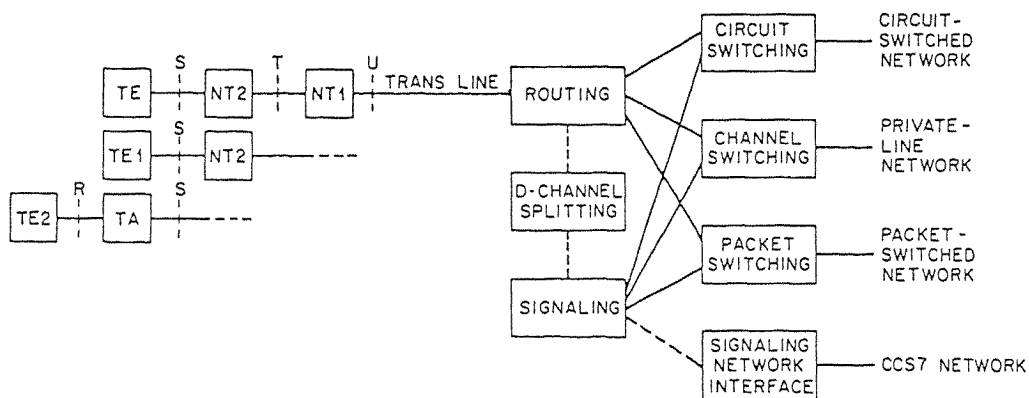 S
T
U
TE
NT2
NT1
TRANS LINE
S
TE1
NT2
R
S
TE2
TA
ROUTING
D-CHANNEL
SPLITTING
SIGNALING
CIRCUIT
SWITCHING
CIRCUIT-
SWITCHED
NETWORK
CHANNEL
SWITCHING
PRIVATE-
LINE
NETWORK
PACKET
SWITCHING
PACKET-
SWITCHED
NETWORK
SIGNALING
NETWORK
INTERFACE
CCS7 NETWORK